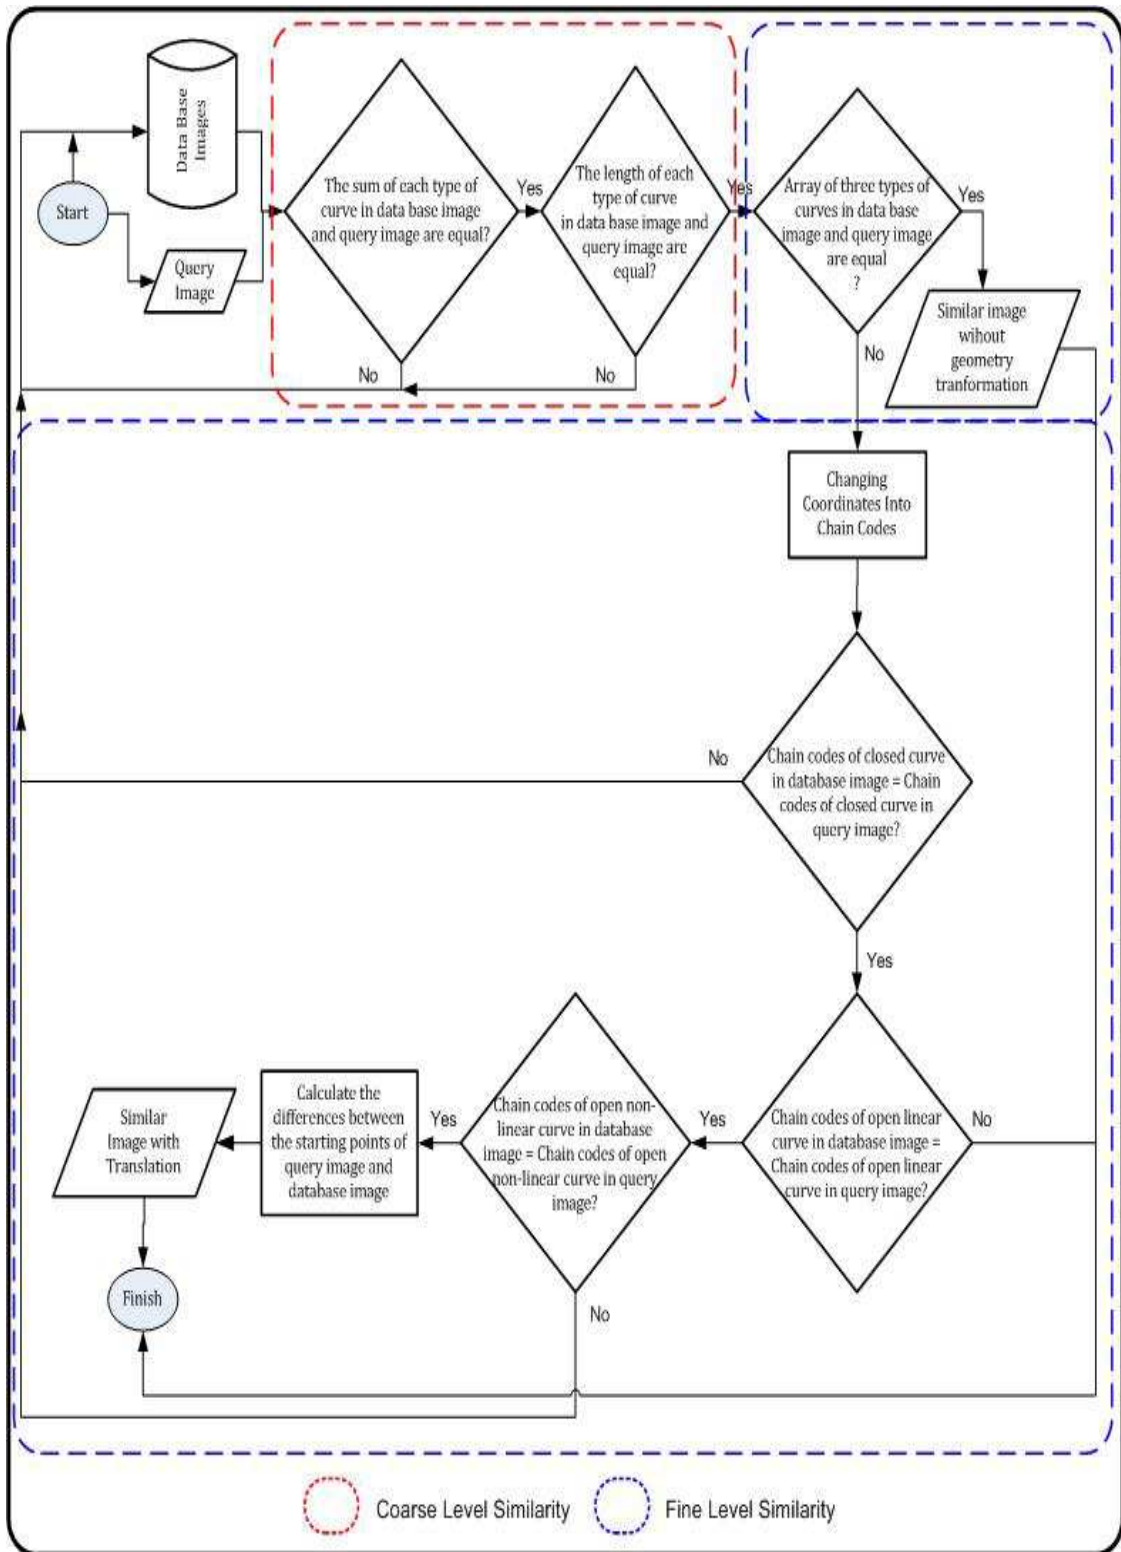 Data Base
Images
Start
Query
Image
The sum of each type of
curve in data base image
and query image are equal?
Yes
No
The length of each
type of curve
in data base image and
query image are
equal?
Yes
No
Array of three types of
curves in data base
image and query image
are equal
?
Yes
No
Similar image
wihout
geometry
tranformation
Changing
Coordinates Into
Chain Codes
No
Chain codes of closed curve
in database image = Chain
codes of closed curve in
query image?
Yes
Chain codes of open linear
curve in database image =
Chain codes of open linear
curve in query image?
No
Yes
Chain codes of open non-
linear curve in database
image = Chain codes of open
non-linear curve in query
image?
Yes
No
Calculate the
differences between
the starting points of
query image and
database image
Similar
Image with
Translation
Finish
Coarse Level Similarity
Fine Level Similarity